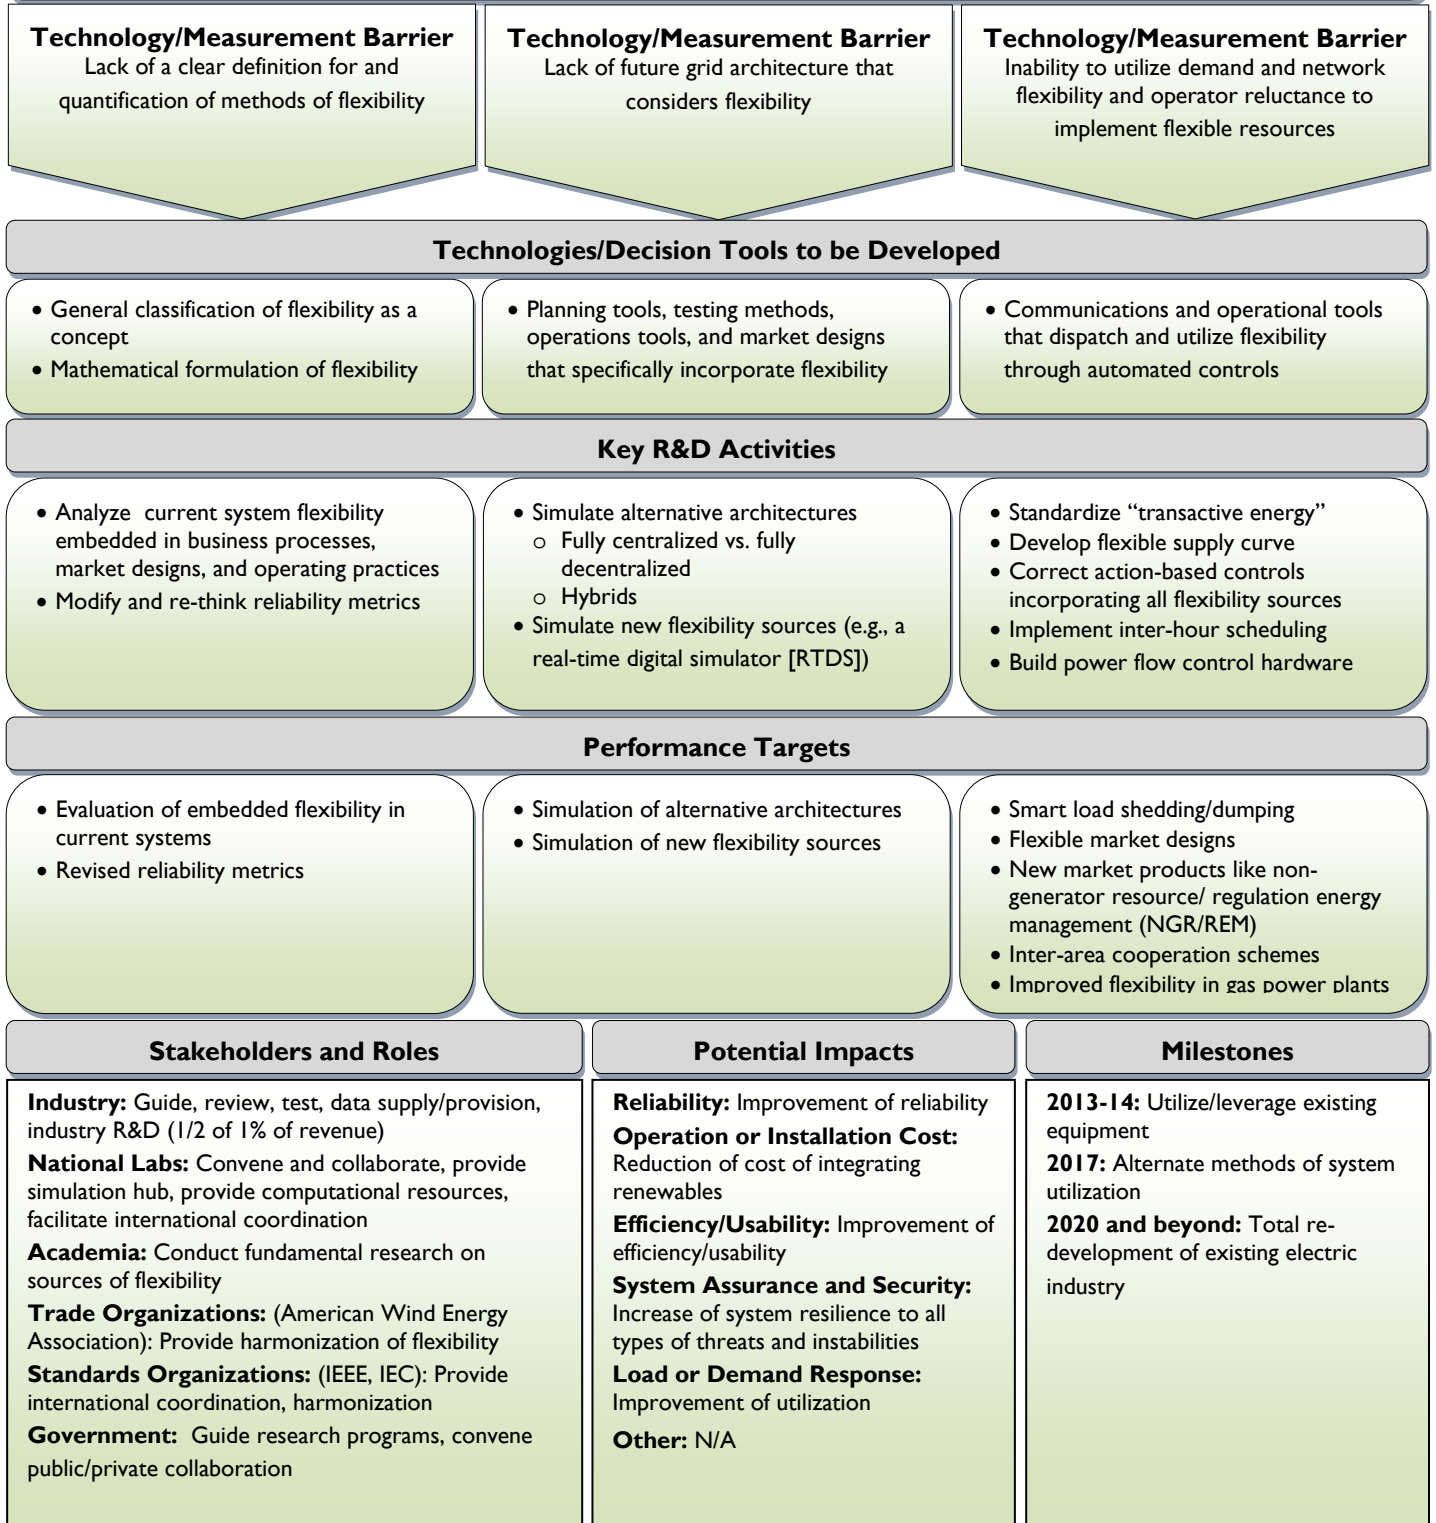 Technology/Measurement Barrier
Lack of a clear definition for and
quantification of methods of flexibility
Technology/Measurement Barrier
Lack of future grid architecture that
considers flexibility
Technology/Measurement Barrier
Inability to utilize demand and network
flexibility and operator reluctance to
implement flexible resources
Technologies/Decision Tools to be Developed
• General classification of flexibility as a
concept
• Mathematical formulation of flexibility
• Planning tools, testing methods,
operations tools, and market designs
that specifically incorporate flexibility
• Communications and operational tools
that dispatch and utilize flexibility
through automated controls
Key R&D Activities
• Analyze current system flexibility
embedded in business processes,
market designs, and operating practices
• Modify and re-think reliability metrics
• Simulate alternative architectures
o Fully centralized vs. fully
decentralized
o Hybrids
• Simulate new flexibility sources (e.g., a
real-time digital simulator [RTDS])
• Standardize “transactive energy”
• Develop flexible supply curve
• Correct action-based controls
incorporating all flexibility sources
• Implement inter-hour scheduling
• Build power flow control hardware
Performance Targets
• Evaluation of embedded flexibility in
current systems
• Revised reliability metrics
• Simulation of alternative architectures
• Simulation of new flexibility sources
• Smart load shedding/dumping
• Flexible market designs
• New market products like non-
generator resource/ regulation energy
management (NGR/REM)
• Inter-area cooperation schemes
• Improved flexibility in gas power plants
Stakeholders and Roles
Industry: Guide, review, test, data supply/provision,
industry R&D (1/2 of 1% of revenue)
National Labs: Convene and collaborate, provide
simulation hub, provide computational resources,
facilitate international coordination
Academia: Conduct fundamental research on
sources of flexibility
Trade Organizations: (American Wind Energy
Association): Provide harmonization of flexibility
Standards Organizations: (IEEE, IEC): Provide
international coordination, harmonization
Government: Guide research programs, convene
public/private collaboration
Potential Impacts
Reliability: Improvement of reliability
Operation or Installation Cost:
Reduction of cost of integrating
renewables
Efficiency/Usability: Improvement of
efficiency/usability
System Assurance and Security:
Increase of system resilience to all
types of threats and instabilities
Load or Demand Response:
Improvement of utilization
Other: N/A
Milestones
2013-14: Utilize/leverage existing
equipment
2017: Alternate methods of system
utilization
2020 and beyond: Total re-
development of existing electric
industry